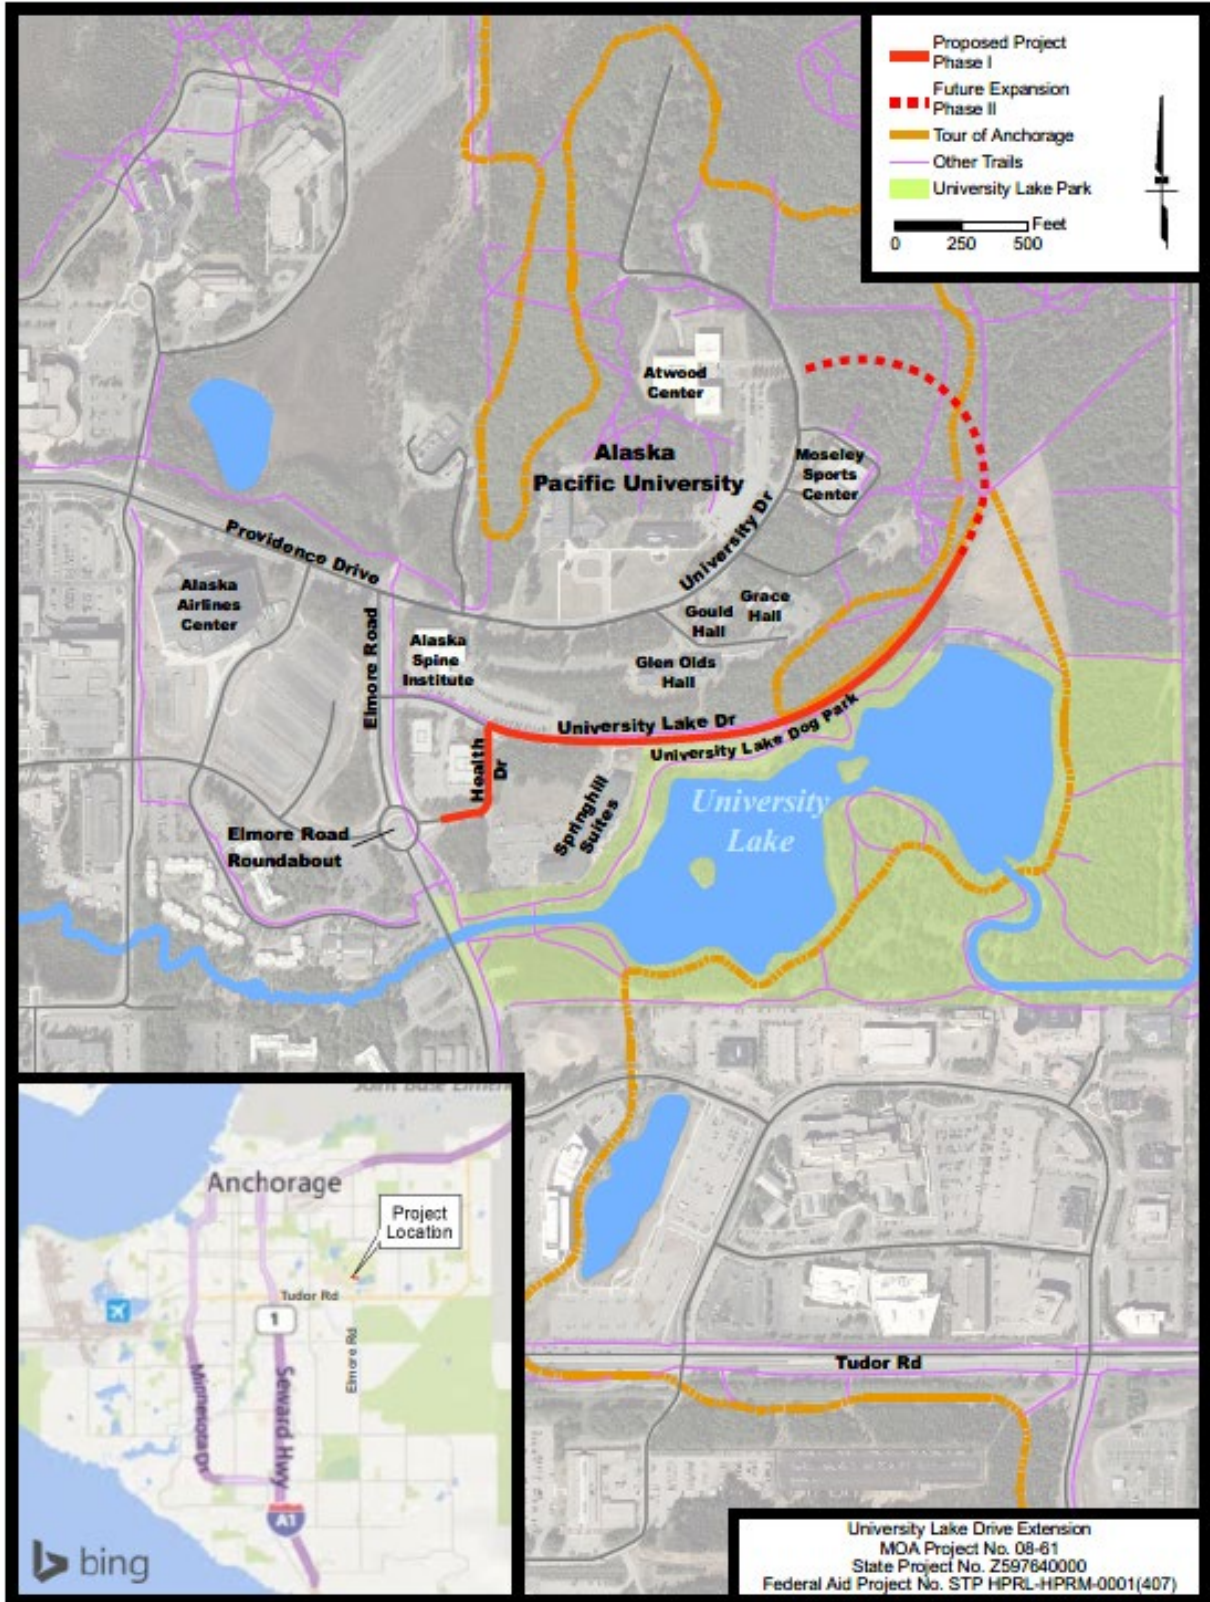 Proposed Project
Phase I
Future Expansion
Phase II
Tour of Anchorage
Other Trails
University Lake Park
Feet
0 250 500
Atwood
Center
Alaska
Pacific University
Moseley
Sports
Center
University Dr
Providence Drive
Alaska
Airlines
Center
Elmore Road
Alaska
Spine
Institute
Gould
Hall
Grace
Hall
Glen Olds
Hall
University Lake Dr
University Lake Dog Park
Health
Dr
Springhill
Suites
University
Lake
Elmore Road
Roundabout
Anchorage
Project
Location
Tudor Rd
1
Elmore Rd
Minnesota Dr
Seward Hwy
A1
bing
Tudor Rd
University Lake Drive Extension
MOA Project No. 08-61
State Project No. Z597640000
Federal Aid Project No. STP HPRL-HPRM-0001(407)